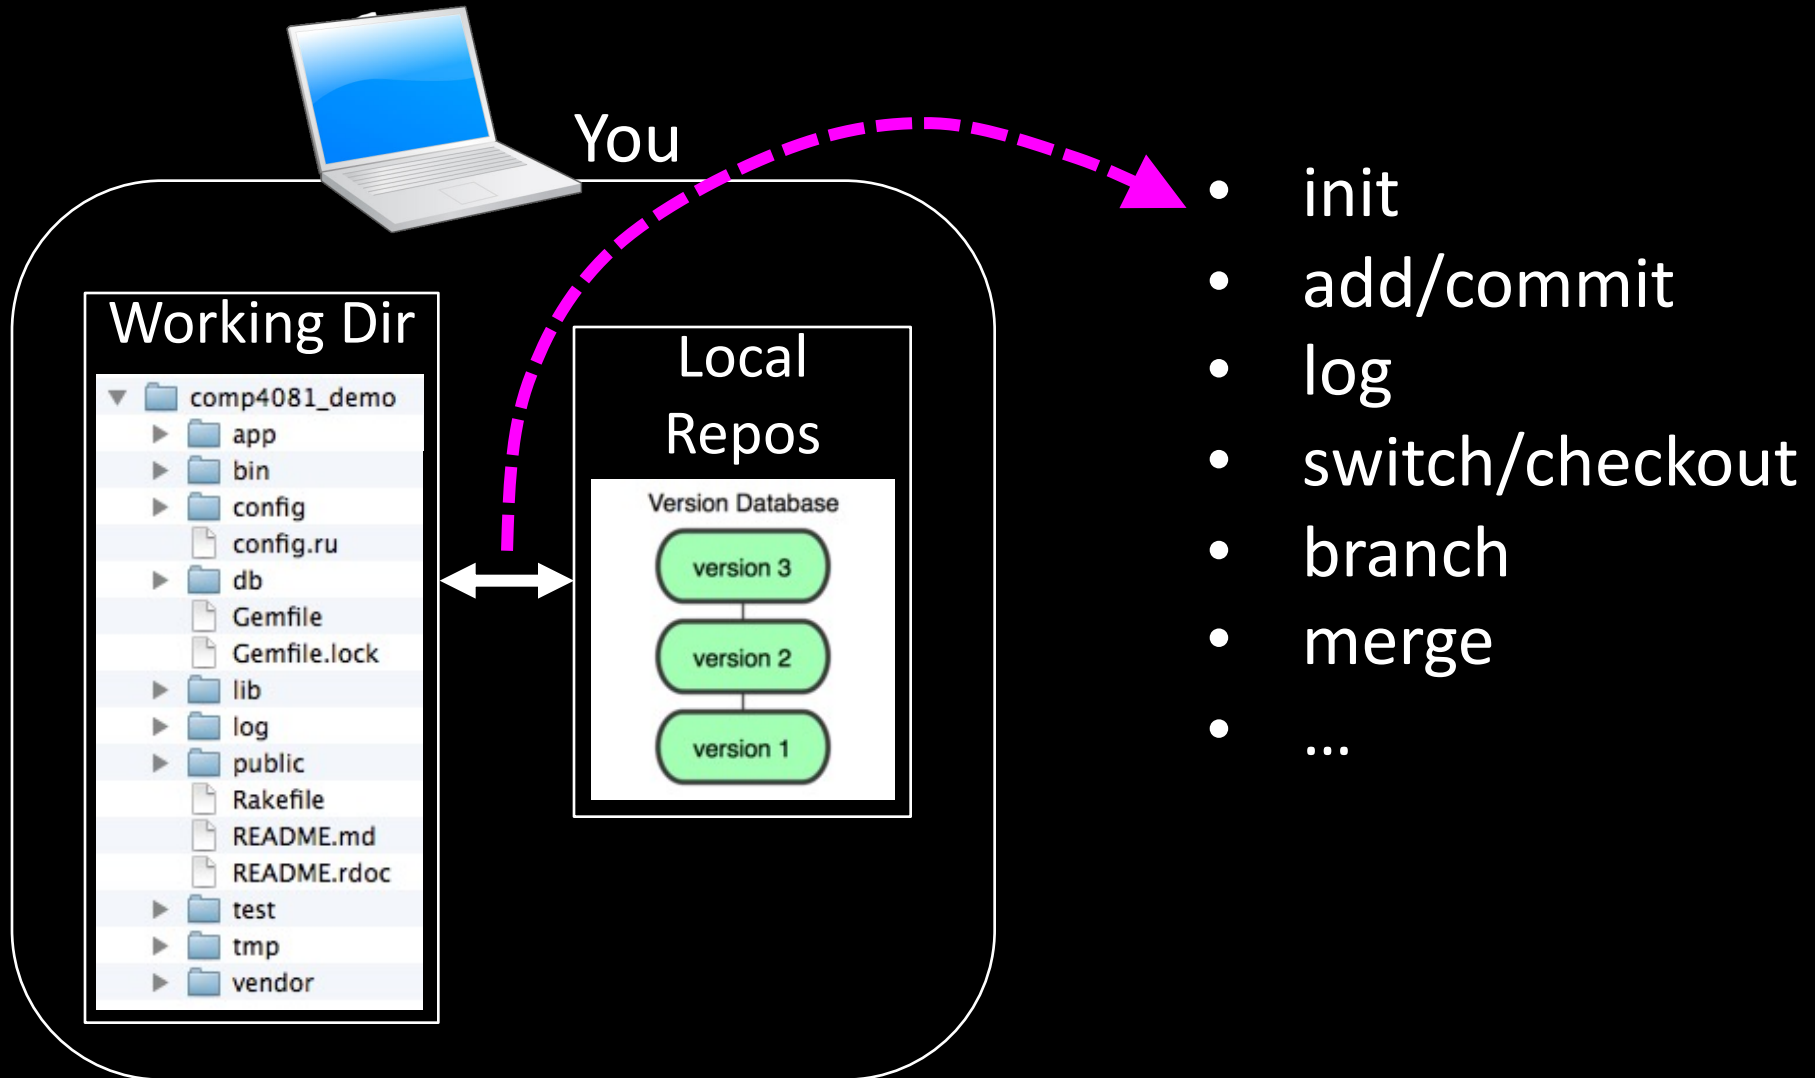 You
Working Dir
comp4081_demo
app
bin
config
config.ru
db
Gemfile
Gemfile.lock
lib
log
public
Rakefile
README.md
README.rdoc
test
tmp
vendor
Local
Repos
Version Database
version 3
version 2
version 1
• init
• add/commit
• log
• switch/checkout
• branch
• merge
• ...